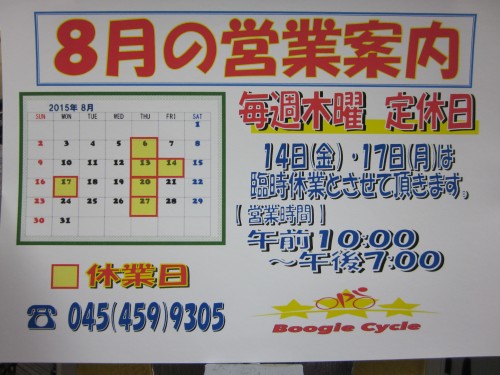 8月の営業案内
2015年 8月
SUN MON TUE WED THU FRI SAT
1
2 3 4 5 6 7 8
9 10 11 12 13 14 15
16 17 18 19 20 21 22
23 24 25 26 27 28 29
30 31
休業日
☎ 045(459)9305
毎週木曜 定休日
14日(金)・17日(月)は
臨時休業とさせて頂きます。
【営業時間】
午前10:00
～午後7:00
Boogie Cycle